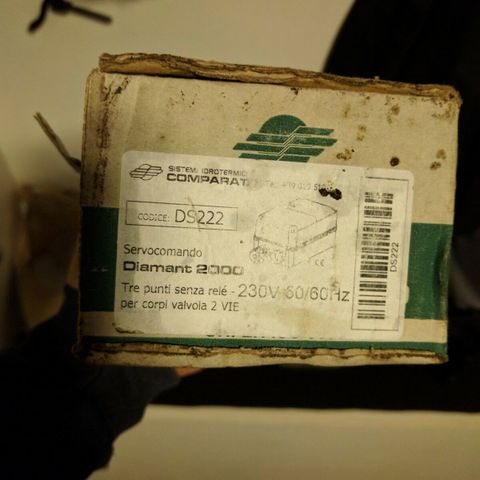 SISTEMI IDROTERMICI
COMPARAT
CODICE: DS222
Servocomando
Diamant 2000
Tre punti senza relé - 230V 50/60Hz
per corpi valvola 2 VIE
DS222